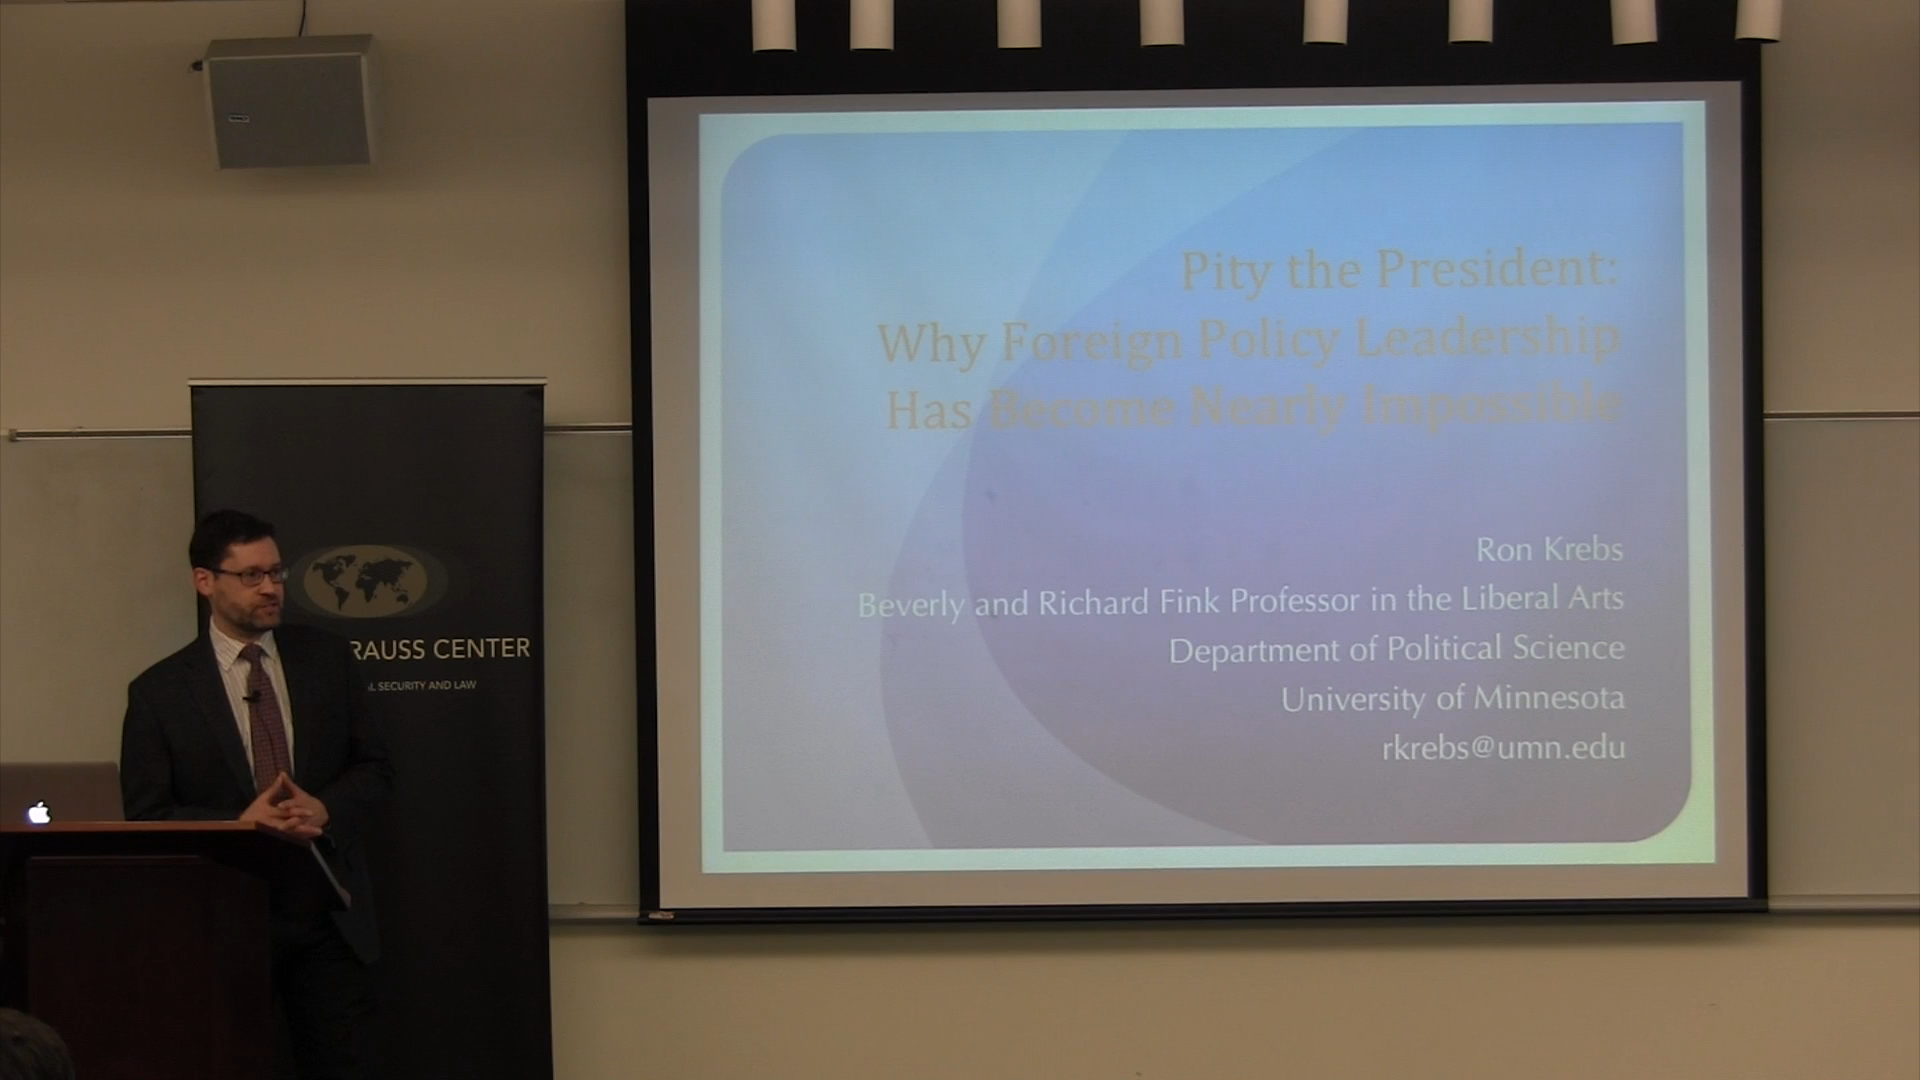 Pity the President:
Why Foreign Policy Leadership
Has Become Nearly Impossible
Ron Krebs
Beverly and Richard Fink Professor in the Liberal Arts
Department of Political Science
University of Minnesota
rkrebs@umn.edu
RAUSS CENTER
L SECURITY AND LAW